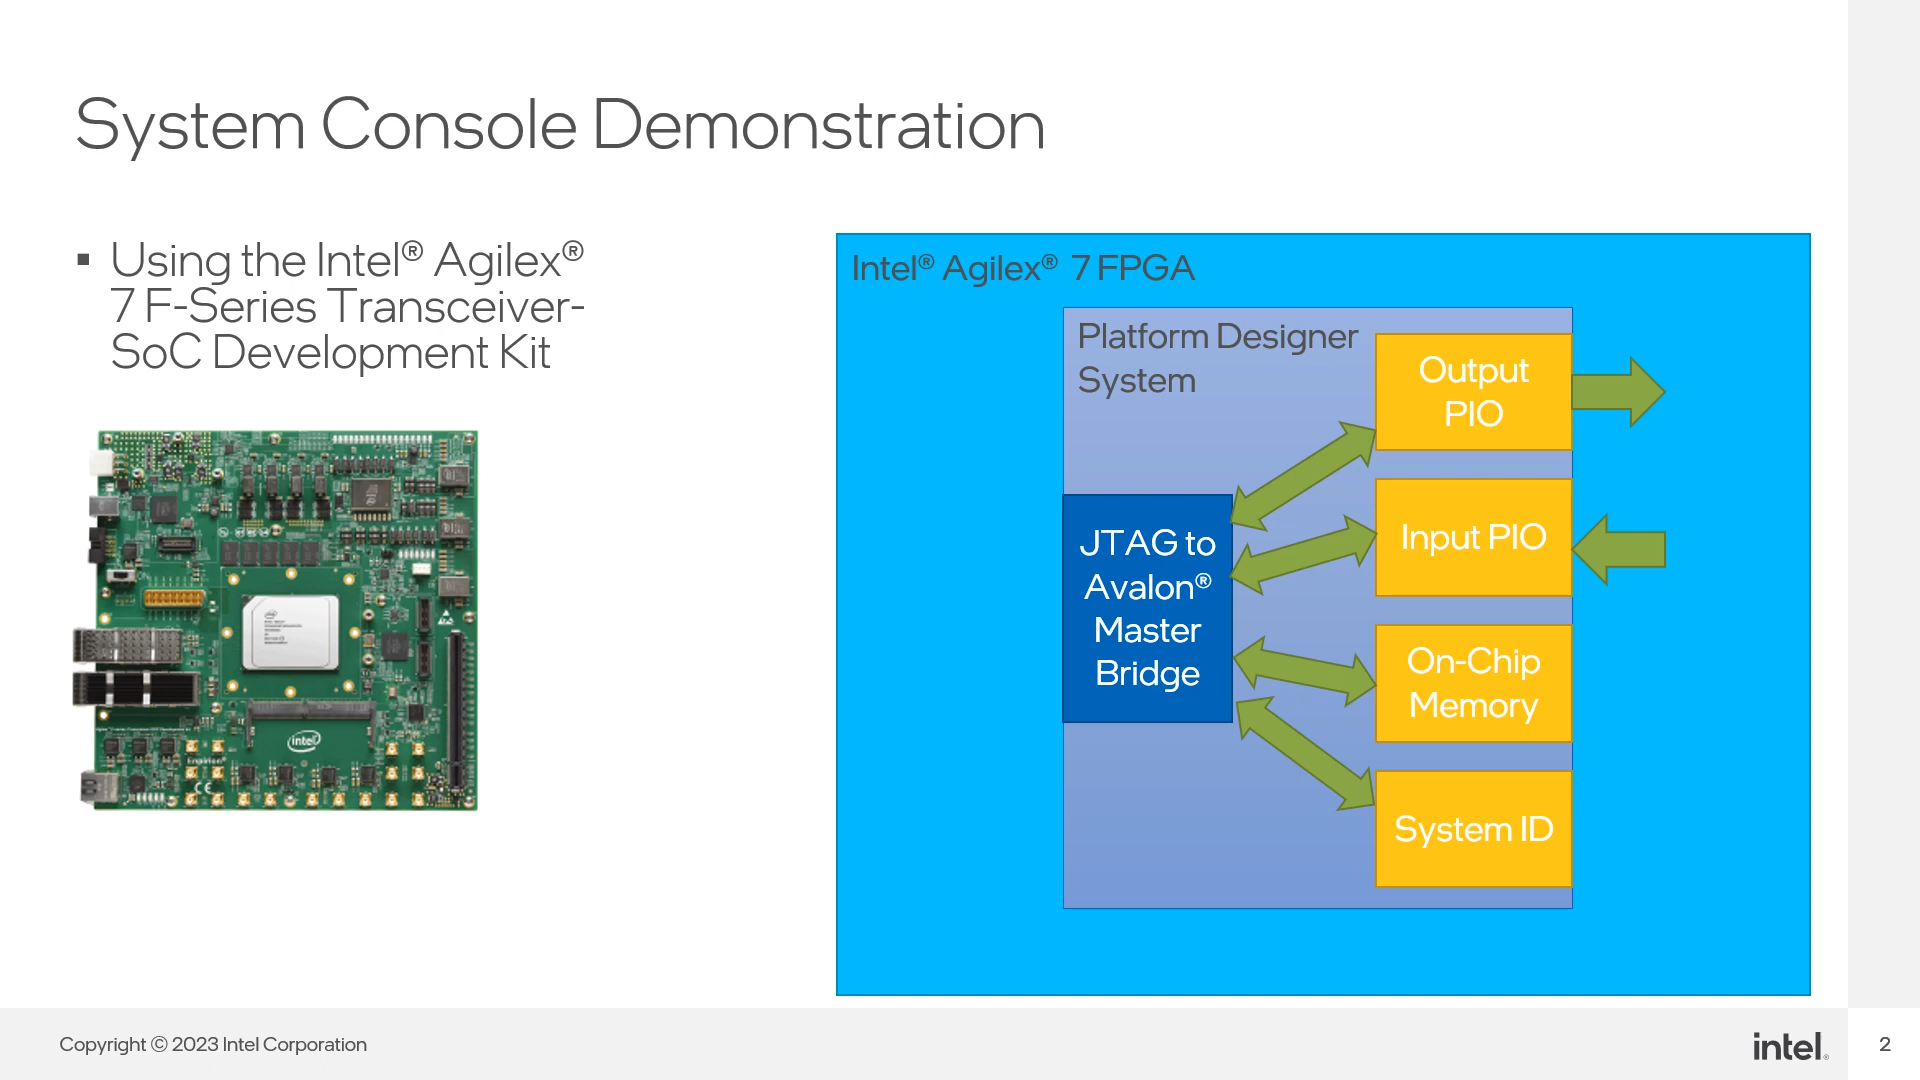 System Console Demonstration
▪ Using the Intel® Agilex®
7 F-Series Transceiver-
SoC Development Kit
intel
Intel® Agilex® 7 FPGA
Platform Designer
System
Output
PIO
Input PIO
JTAG to
Avalon®
Master
Bridge
On-Chip
Memory
System ID
Copyright © 2023 Intel Corporation
intel®
2